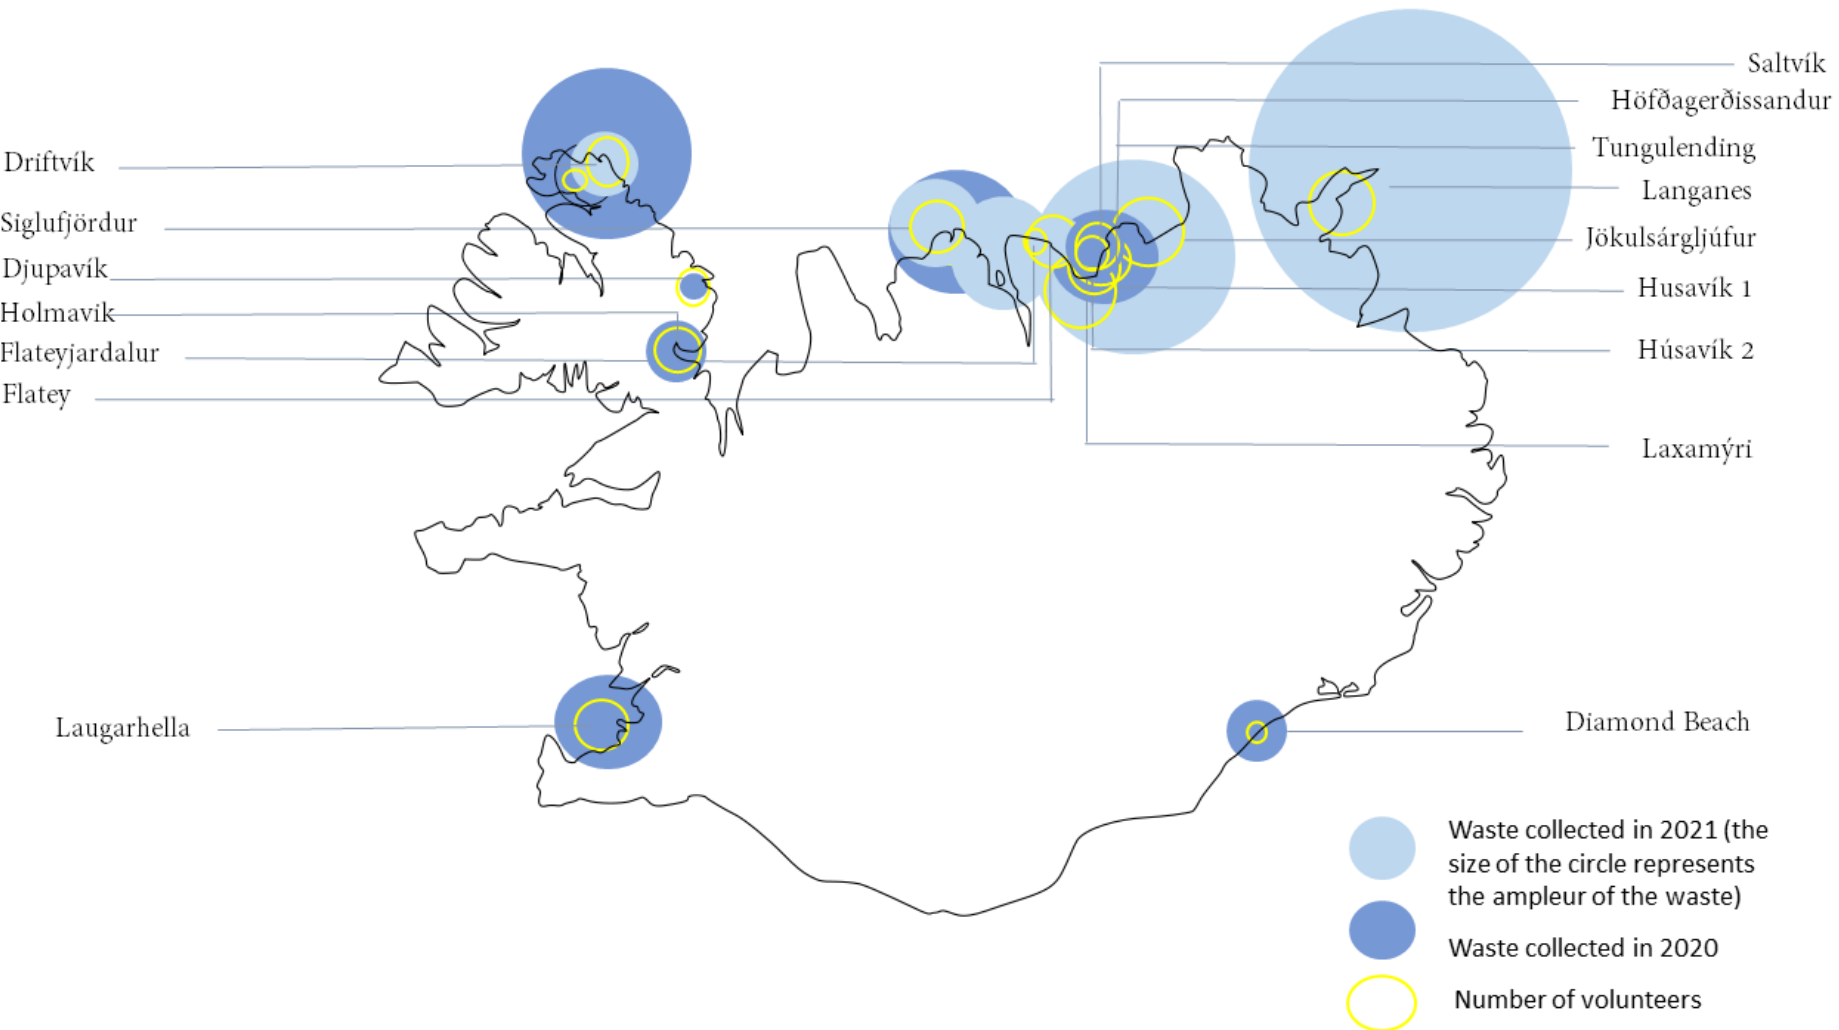 Driftvík
Siglufjördur
Djupavík
Holmavik
Flateyjardalur
Flatey
Laugarhella
Saltvík
Höfðagerðissandur
Tungulending
Langanes
Jökulsárgljúfur
Husavík 1
Húsavík 2
Laxamýri
Diamond Beach
Waste collected in 2021 (the
size of the circle represents
the ampleur of the waste)
Waste collected in 2020
Number of volunteers